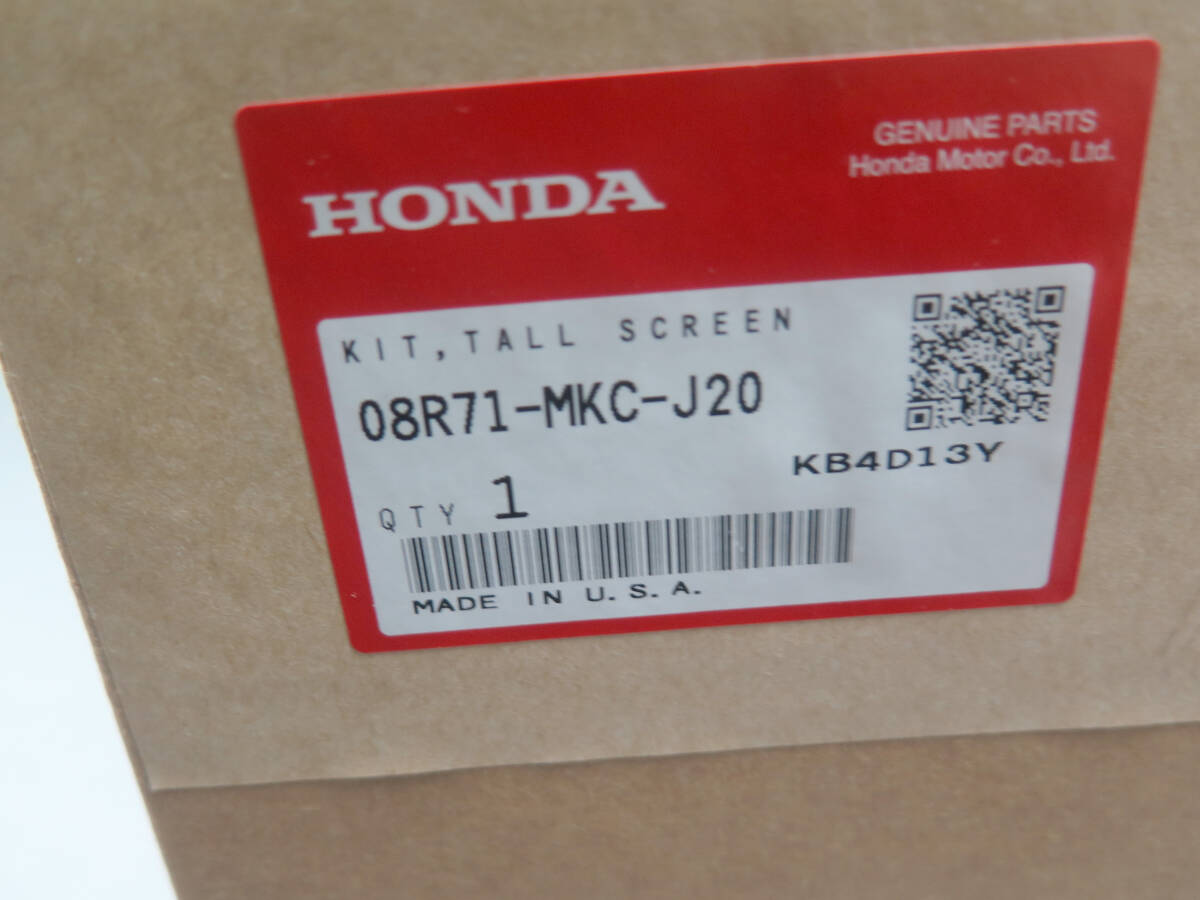 GENUINE PARTS
Honda Motor Co., Ltd.
HONDA
KIT, TALL SCREEN
08R71-MKC-J20
KB4D13Y
QTY 1
MADE IN U.S.A.